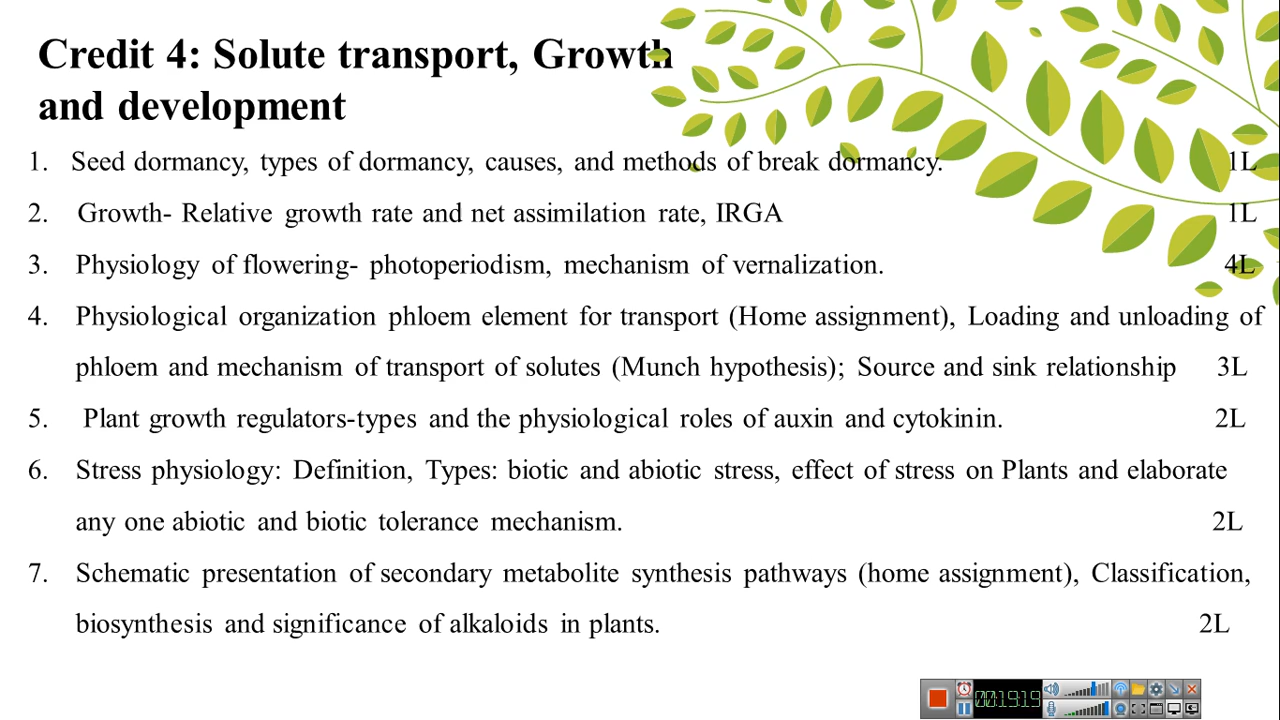 Credit 4: Solute transport, Growth
and development
1. Seed dormancy, types of dormancy, causes, and methods of break dormancy. 1L
2. Growth- Relative growth rate and net assimilation rate, IRGA 1L
3. Physiology of flowering- photoperiodism, mechanism of vernalization. 4L
4. Physiological organization phloem element for transport (Home assignment), Loading and unloading of
phloem and mechanism of transport of solutes (Munch hypothesis); Source and sink relationship 3L
5. Plant growth regulators-types and the physiological roles of auxin and cytokinin. 2L
6. Stress physiology: Definition, Types: biotic and abiotic stress, effect of stress on Plants and elaborate
any one abiotic and biotic tolerance mechanism. 2L
7. Schematic presentation of secondary metabolite synthesis pathways (home assignment), Classification,
biosynthesis and significance of alkaloids in plants. 2L
00:19:19